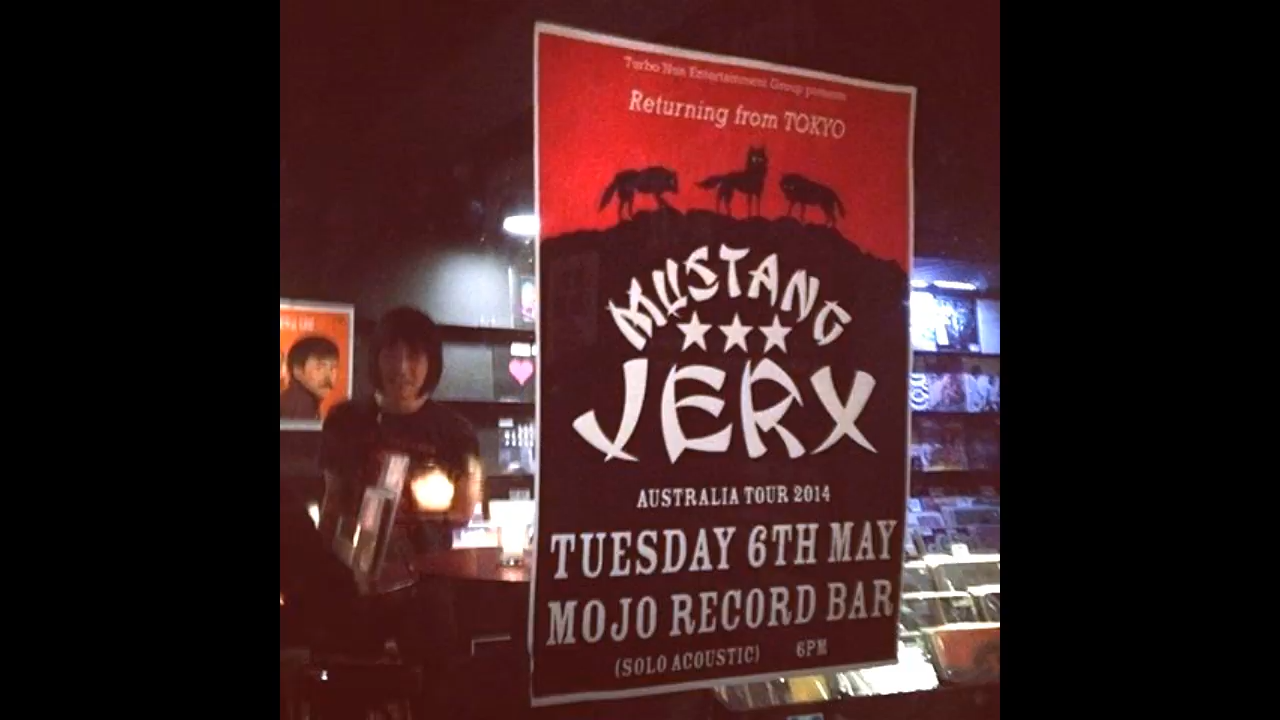 Turbo Nun Entertainment Group presents
Returning from TOKYO
MUSTANG
JERX
AUSTRALIA TOUR 2014
TUESDAY 6TH MAY
MOJO RECORD BAR
(SOLO ACOUSTIC) 6PM